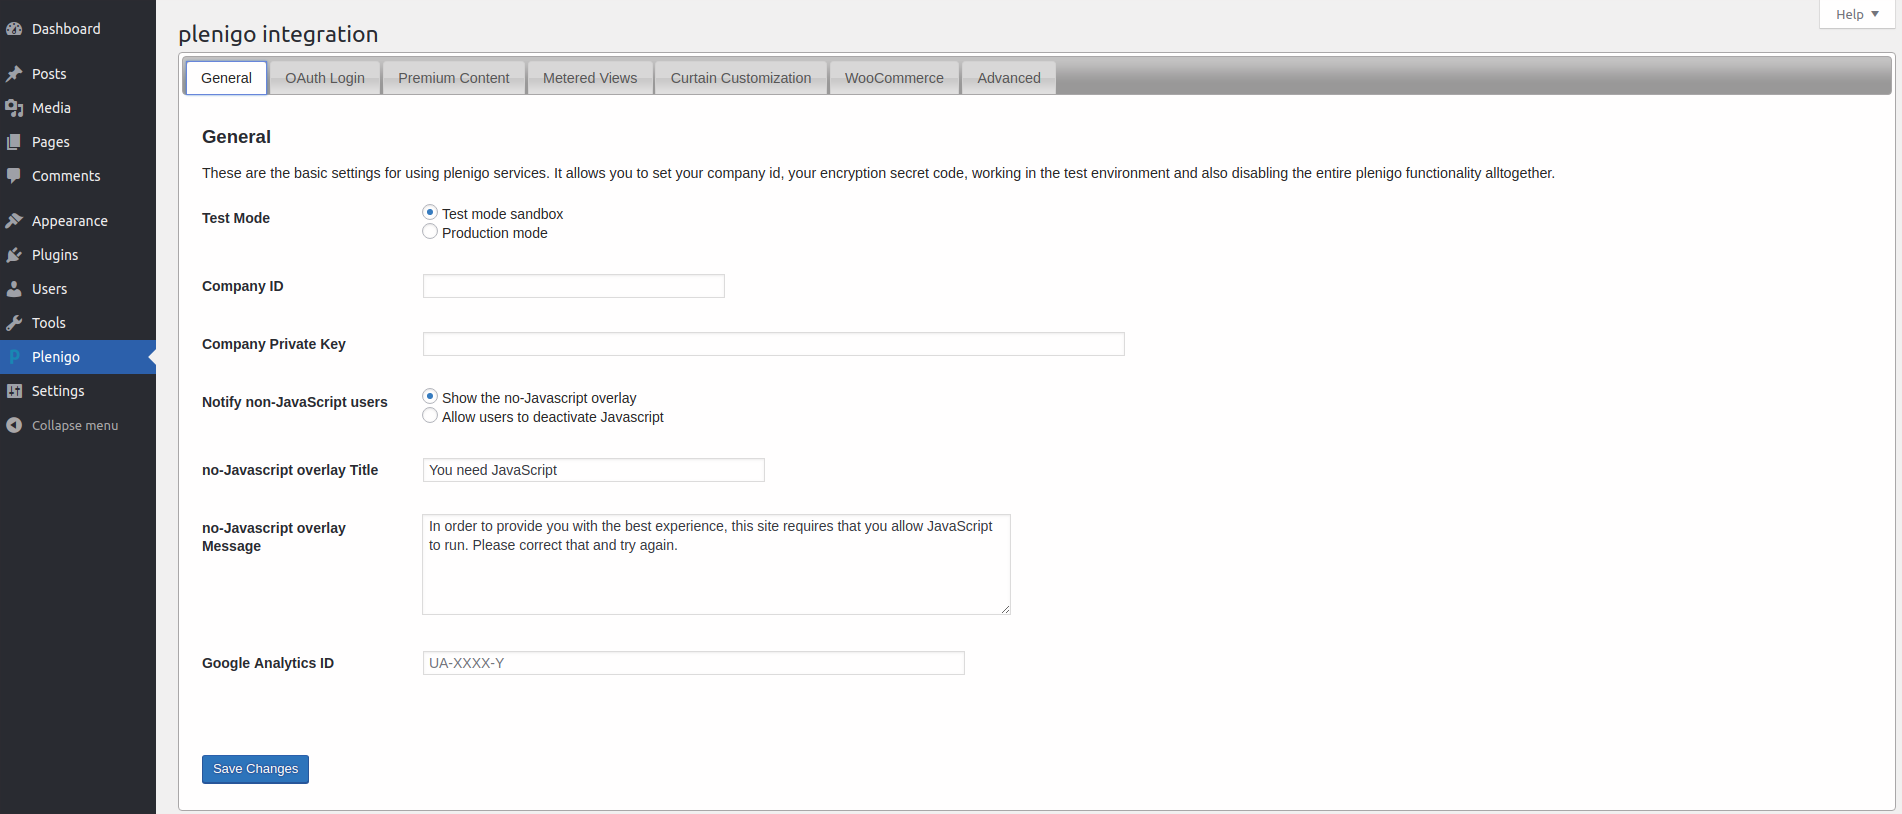 Dashboard
Posts
Media
Pages
Comments
Appearance
Plugins
Users
Tools
P Plenigo
Settings
Collapse menu
Help
plenigo integration
General OAuth Login Premium Content Metered Views Curtain Customization WooCommerce Advanced
General
These are the basic settings for using plenigo services. It allows you to set your company id, your encryption secret code, working in the test environment and also disabling the entire plenigo functionality alltogether.
Test Mode
Test mode sandbox
Production mode
Company ID
Company Private Key
Notify non-JavaScript users
Show the no-Javascript overlay
Allow users to deactivate Javascript
no-Javascript overlay Title
You need JavaScript
no-Javascript overlay
Message
In order to provide you with the best experience, this site requires that you allow JavaScript
to run. Please correct that and try again.
Google Analytics ID
UA-XXXX-Y
Save Changes